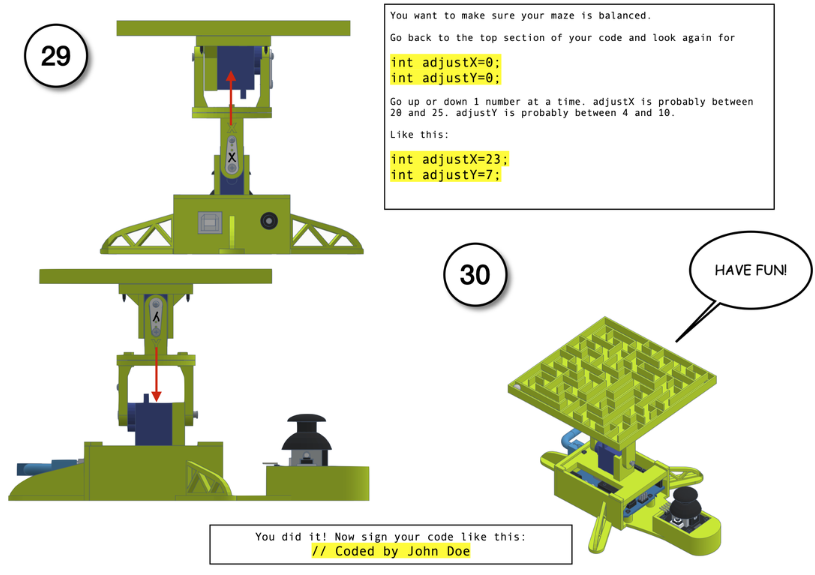 29
You want to make sure your maze is balanced.
Go back to the top section of your code and look again for
int adjustX=0;
int adjustY=0;
Go up or down 1 number at a time. adjustX is probably between
20 and 25. adjustY is probably between 4 and 10.
Like this:
int adjustX=23;
int adjustY=7;
X
Y
30
HAVE FUN!
You did it! Now sign your code like this:
// Coded by John Doe